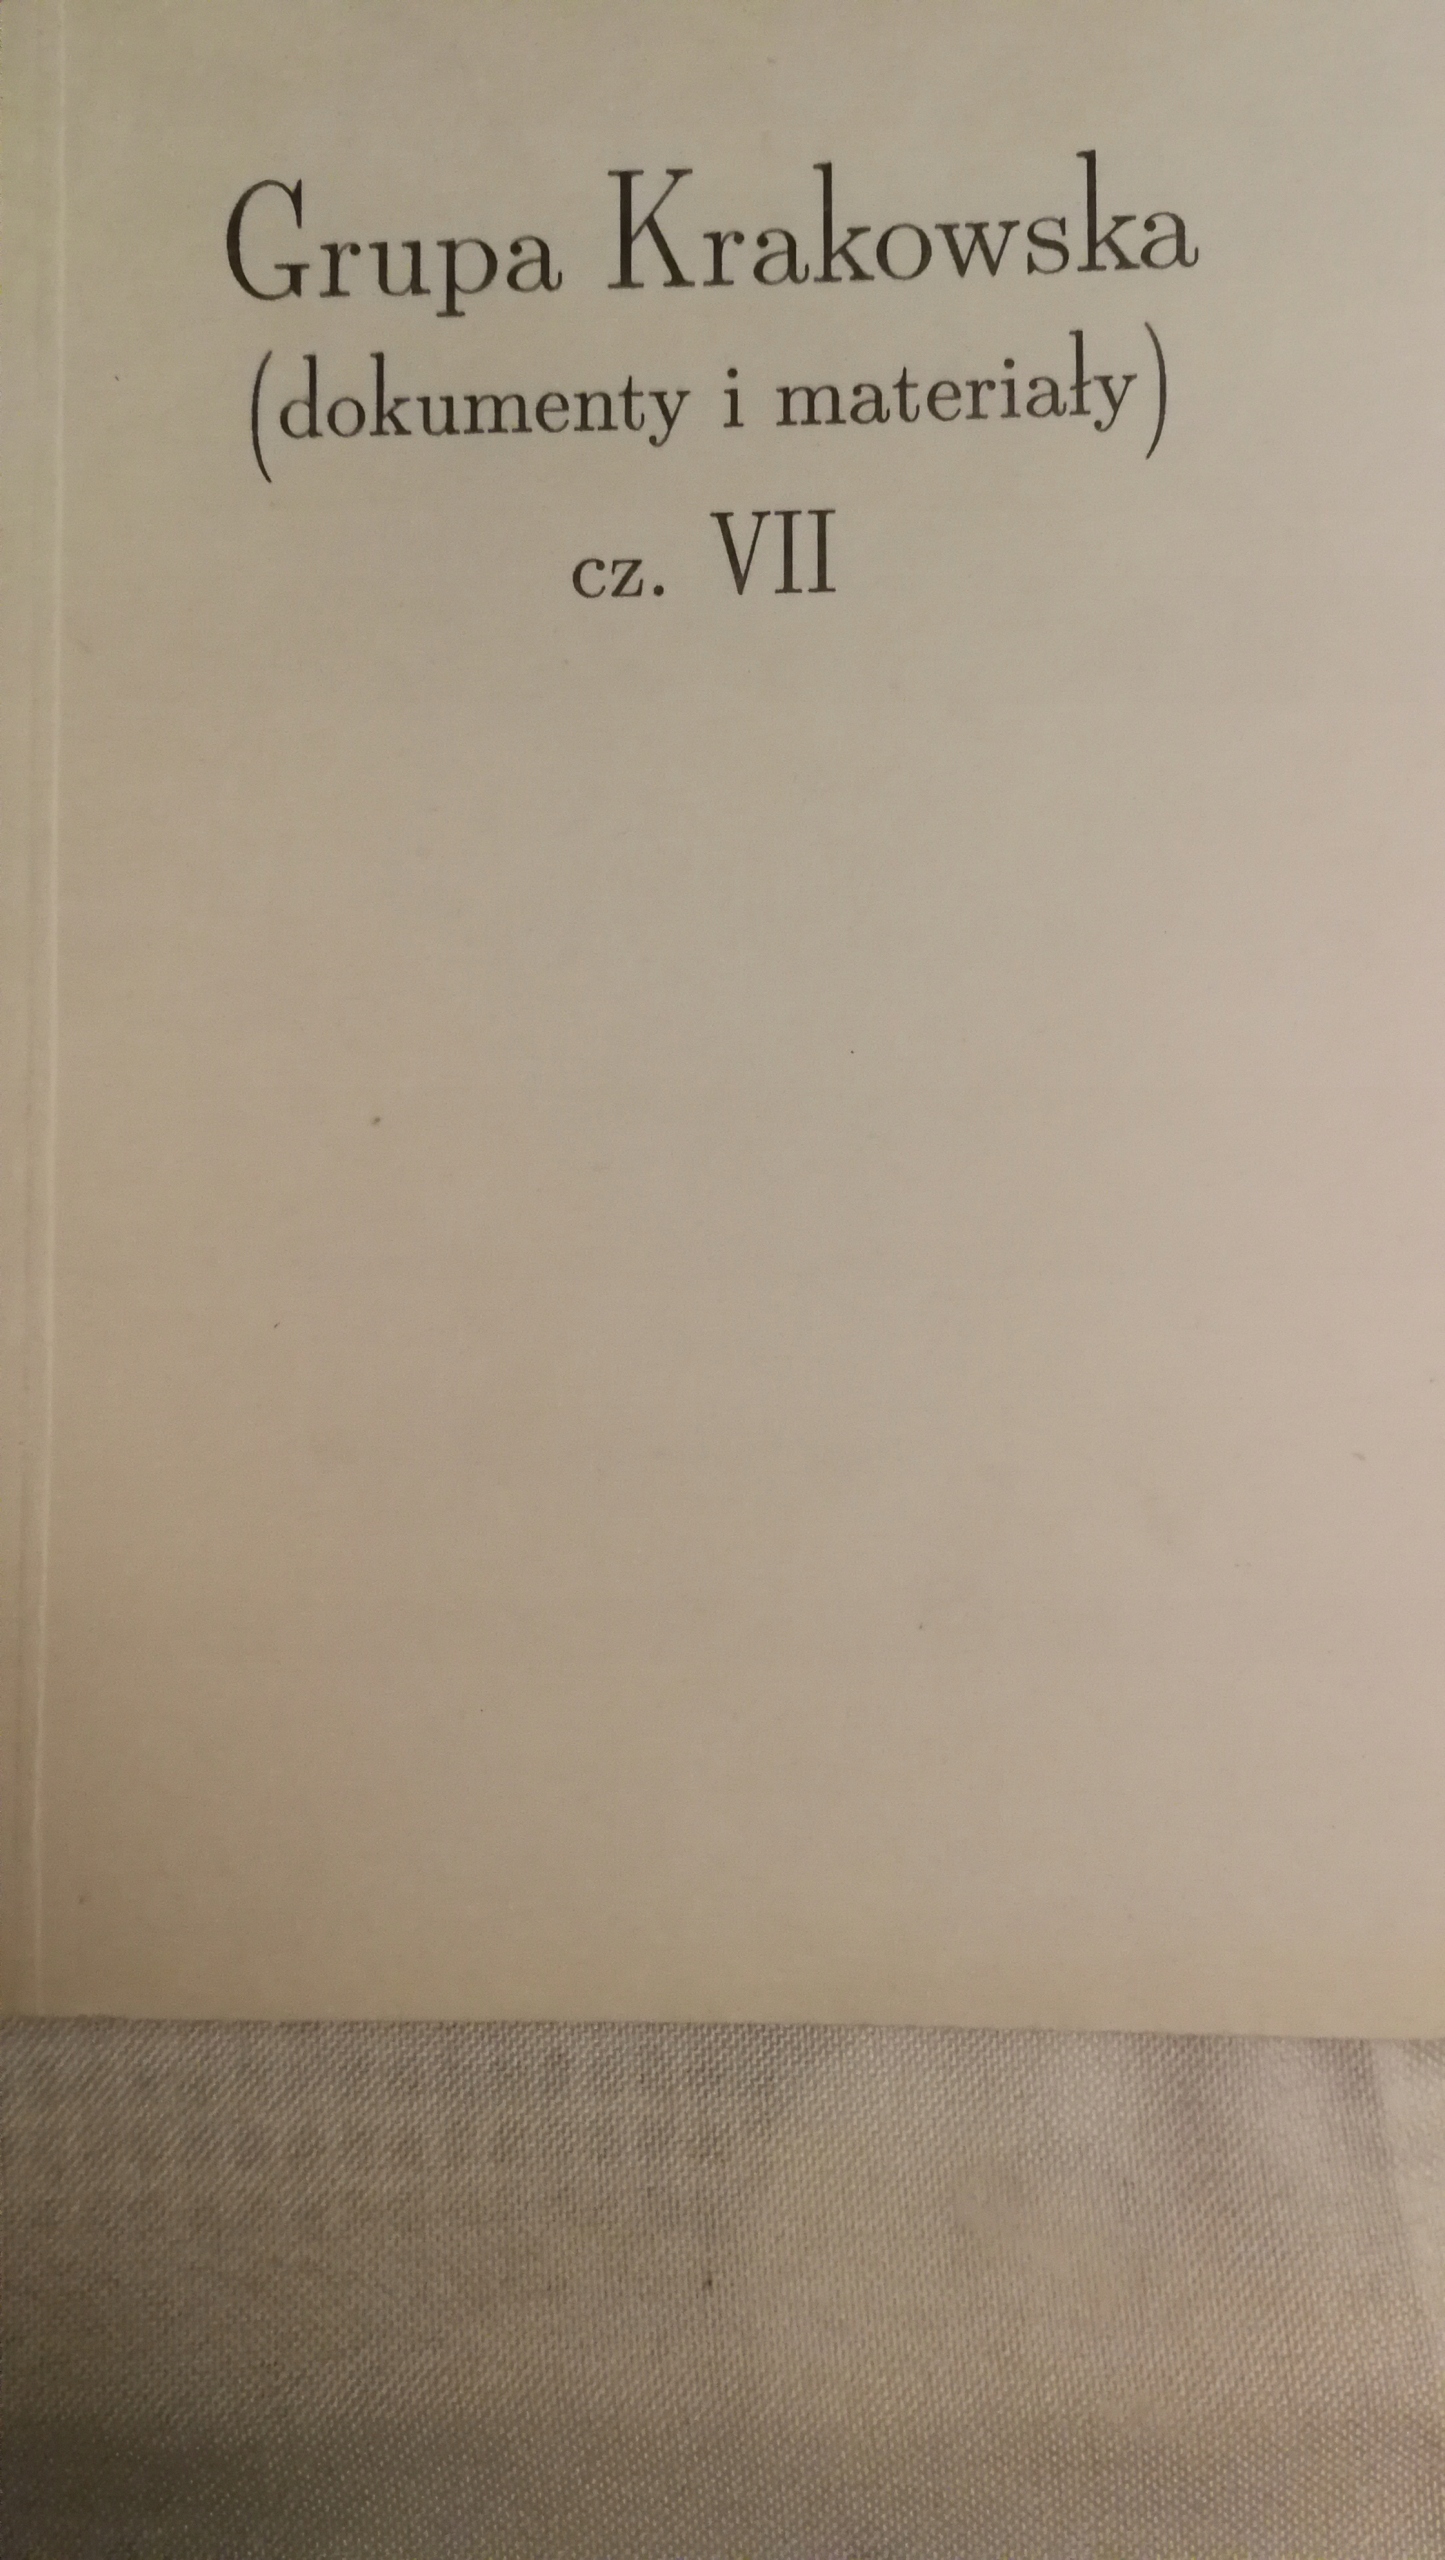 Grupa Krakowska
(dokumenty i materiały)
cz. VII